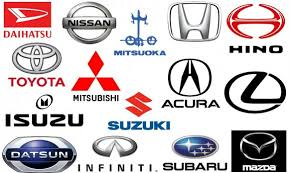 DAIHATSU
NISSAN
MITSUOKA
HINO
TOYOTA
MITSUBISHI
ACURA
ISUZU
SUZUKI
DATSUN
INFINITI
SUBARU
mazda